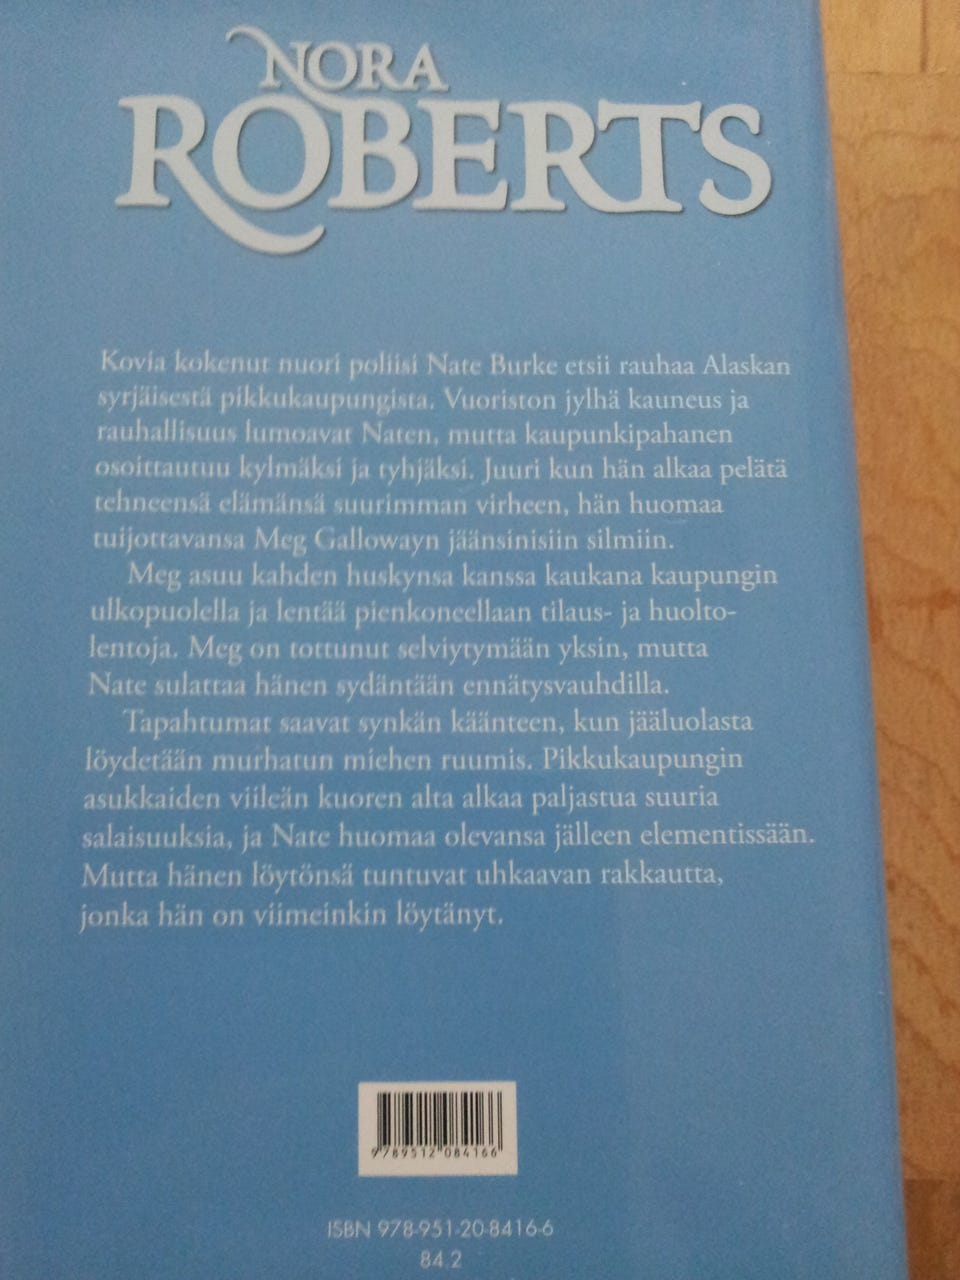 NORA
ROBERTS
Kovia kokenut nuori poliisi Nate Burke etsii rauhaa Alaskan
syrjäisestä pikkukaupungista. Vuoriston jylhä kauneus ja
rauhallisuus lumoavat Naten, mutta kaupunkipahanen
osoittautuu kylmäksi ja tyhjäksi. Juuri kun hän alkaa pelätä
tehneensä elämänsä suurimman virheen, hän huomaa
tuijottavansa Meg Gallowayn jäänsinisiin silmiin.
Meg asuu kahden huskynsa kanssa kaukana kaupungin
ulkopuolella ja lentää pienkoneellaan tilaus- ja huolto-
lentoja. Meg on tottunut selviytymään yksin, mutta
Nate sulattaa hänen sydäntään ennätysvauhdilla.
Tapahtumat saavat synkän käänteen, kun jääluolasta
löydetään murhatun miehen ruumis. Pikkukaupungin
asukkaiden viileän kuoren alta alkaa paljastua suuria
salaisuuksia, ja Nate huomaa olevansa jälleen elementissään.
Mutta hänen löytönsä tuntuvat uhkaavan rakkautta,
jonka hän on viimeinkin löytänyt.
9789512084166
ISBN 978-951-20-8416-6
84.2